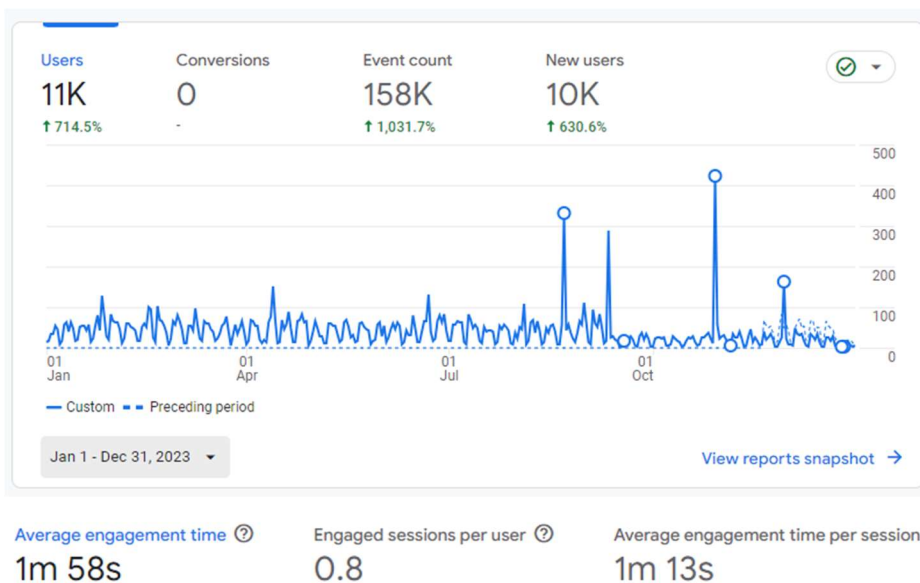 Users Conversions Event count New users
11K 0 158K 10K
↑ 714.5% - ↑ 1,031.7% ↑ 630.6%
500
400
300
200
100
0
01 01 01 01
Jan Apr Jul Oct
Custom Preceding period
Jan 1 - Dec 31, 2023
View reports snapshot →
Average engagement time ? Engaged sessions per user ? Average engagement time per session
1m 58s 0.8 1m 13s